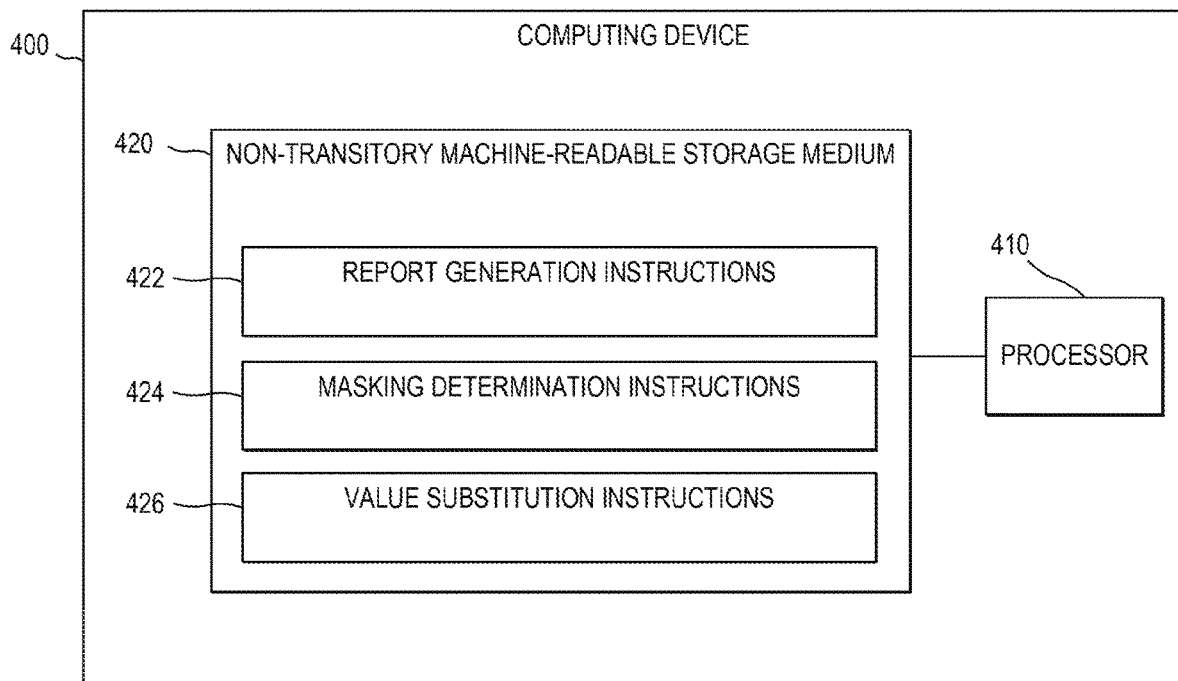 COMPUTING DEVICE
400
420
NON-TRANSITORY MACHINE-READABLE STORAGE MEDIUM
422
REPORT GENERATION INSTRUCTIONS
410
PROCESSOR
424
MASKING DETERMINATION INSTRUCTIONS
426
VALUE SUBSTITUTION INSTRUCTIONS